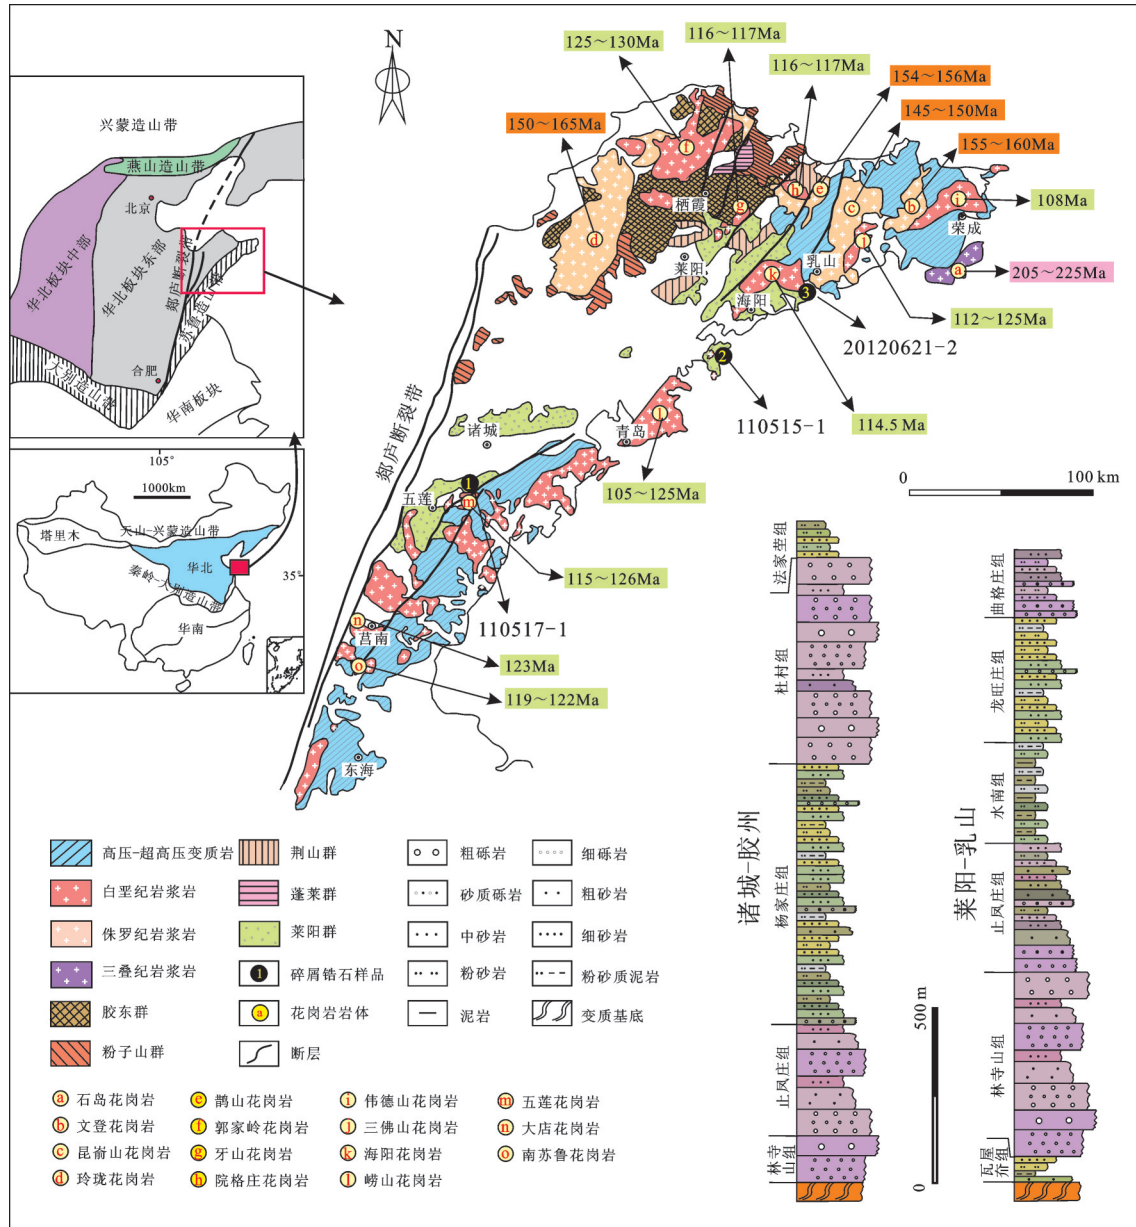 兴蒙造山带
燕山造山带
北京
华北板块中部
华北板块东部
郯庐断裂带
苏鲁造山带
合肥
大别造山带
华南板块
105°
1000km
天山-兴蒙造山带
塔里木
华北
秦岭-大别造山带
35°
华南
N
125~130Ma
116~117Ma
116~117Ma
154~156Ma
150~165Ma
145~150Ma
155~160Ma
108Ma
205~225Ma
112~125Ma
20120621-2
114.5 Ma
110515-1
105~125Ma
115~126Ma
110517-1
123Ma
119~122Ma
栖霞
莱阳
乳山
荣成
海阳
青岛
诸城
五莲
莒南
东海
郯庐断裂带
f
g
h
e
c
b
i
a
j
k
d
l
m
n
o
1
2
3
0
100 km
诸城-胶州
法家茔组
杜村组
杨家庄组
止凤庄组
林寺山组
莱阳-乳山
曲格庄组
龙旺庄组
水南组
止凤庄组
林寺山组
瓦屋夼组
500 m
0
高压-超高压变质岩
荆山群
粗砾岩
细砾岩
白垩纪岩浆岩
蓬莱群
砂质砾岩
粗砂岩
侏罗纪岩浆岩
莱阳群
中砂岩
细砂岩
三叠纪岩浆岩
1 碎屑锆石样品
粉砂岩
粉砂质泥岩
胶东群
a 花岗岩岩体
泥岩
变质基底
粉子山群
断层
a 石岛花岗岩
e 鹊山花岗岩
i 伟德山花岗岩
m 五莲花岗岩
b 文登花岗岩
f 郭家岭花岗岩
j 三佛山花岗岩
n 大店花岗岩
c 昆嵛山花岗岩
g 牙山花岗岩
k 海阳花岗岩
o 南苏鲁花岗岩
d 玲珑花岗岩
h 院格庄花岗岩
l 崂山花岗岩